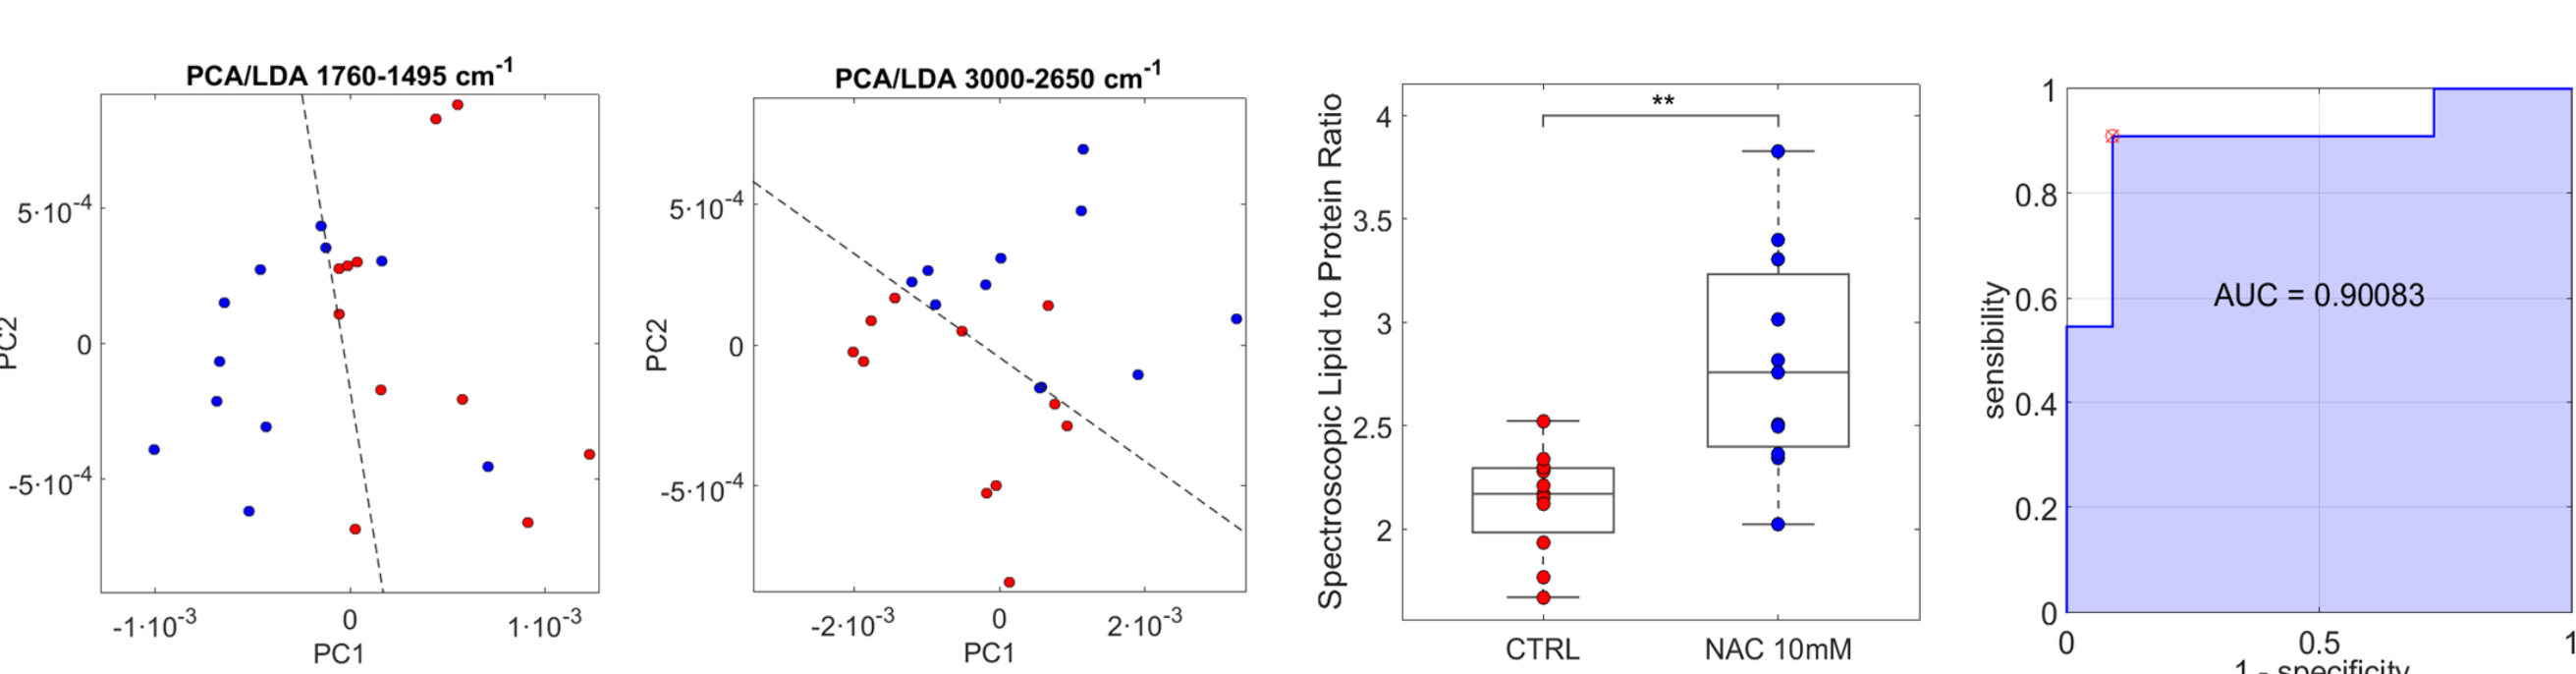 PCA/LDA 1760-1495 cm⁻¹
5·10⁻⁴
0
-5·10⁻⁴
PC2
-1·10⁻³ 0 1·10⁻³
PC1
PCA/LDA 3000-2650 cm⁻¹
5·10⁻⁴
0
-5·10⁻⁴
PC2
-2·10⁻³ 0 2·10⁻³
PC1
Spectroscopic Lipid to Protein Ratio
4
3.5
3
2.5
2
**
CTRL NAC 10mM
sensibility
1
0.8
0.6
0.4
0.2
0
AUC = 0.90083
0 0.5 1
1 - specificity